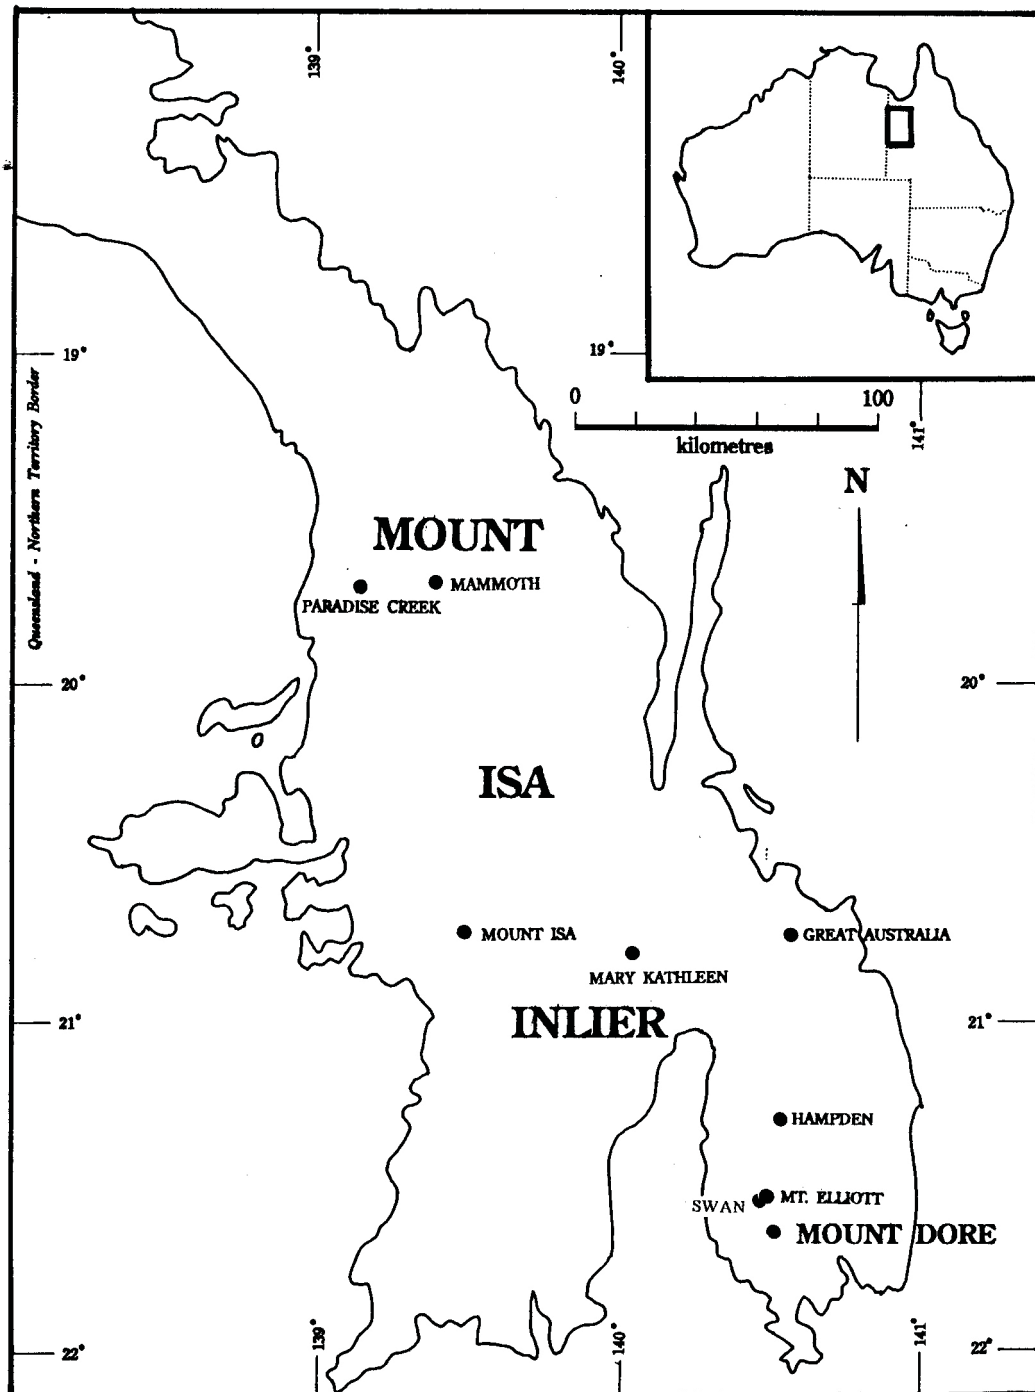 139°
140°
19°
19°
0 100
kilometres
141°
Queensland - Northern Territory Border
N
MOUNT
MAMMOTH
PARADISE CREEK
20°
20°
ISA
MOUNT ISA
GREAT AUSTRALIA
MARY KATHLEEN
INLIER
21°
21°
HAMPDEN
MT. ELLIOTT
SWAN
MOUNT DORE
139°
140°
141°
22°
22°